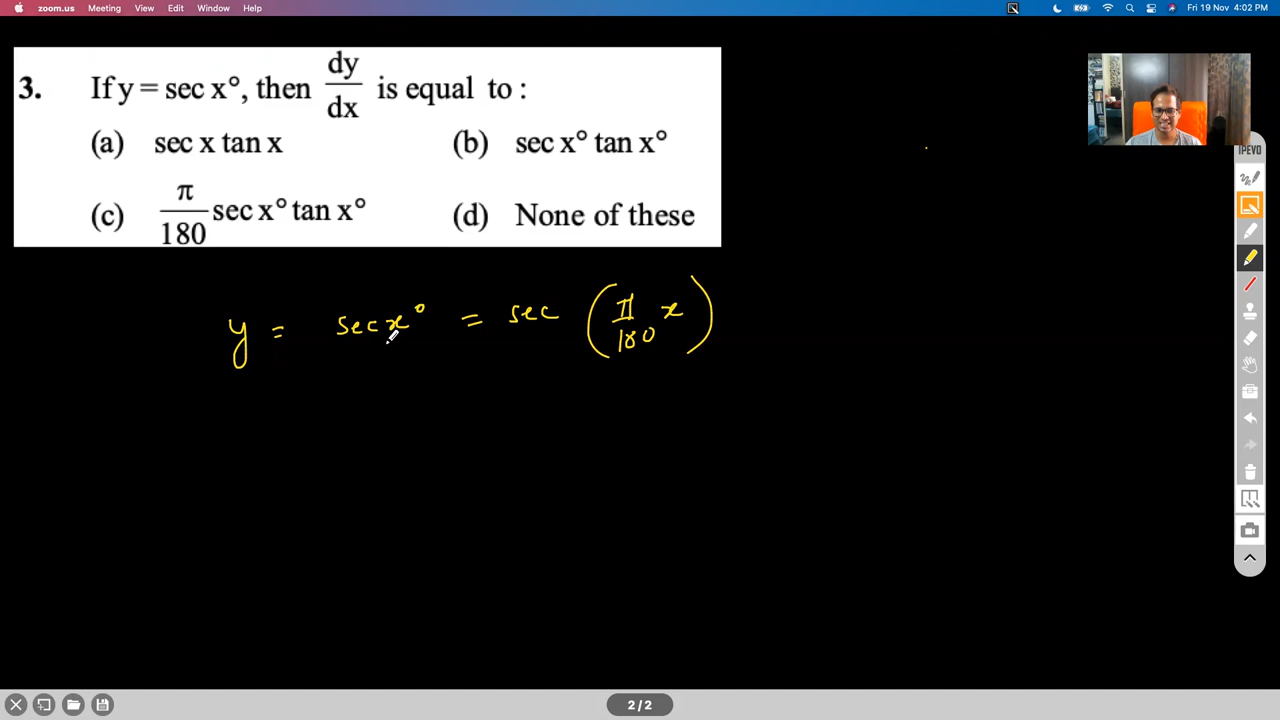 zoom.us Meeting View Edit Window Help Fri 19 Nov 4:02 PM
3. If y = sec x°, then dy/dx is equal to :
(a) sec x tan x (b) sec x° tan x°
(c) π/180 sec x° tan x° (d) None of these
y = sec x° = sec (π/180 x)
IPEVO
2/2